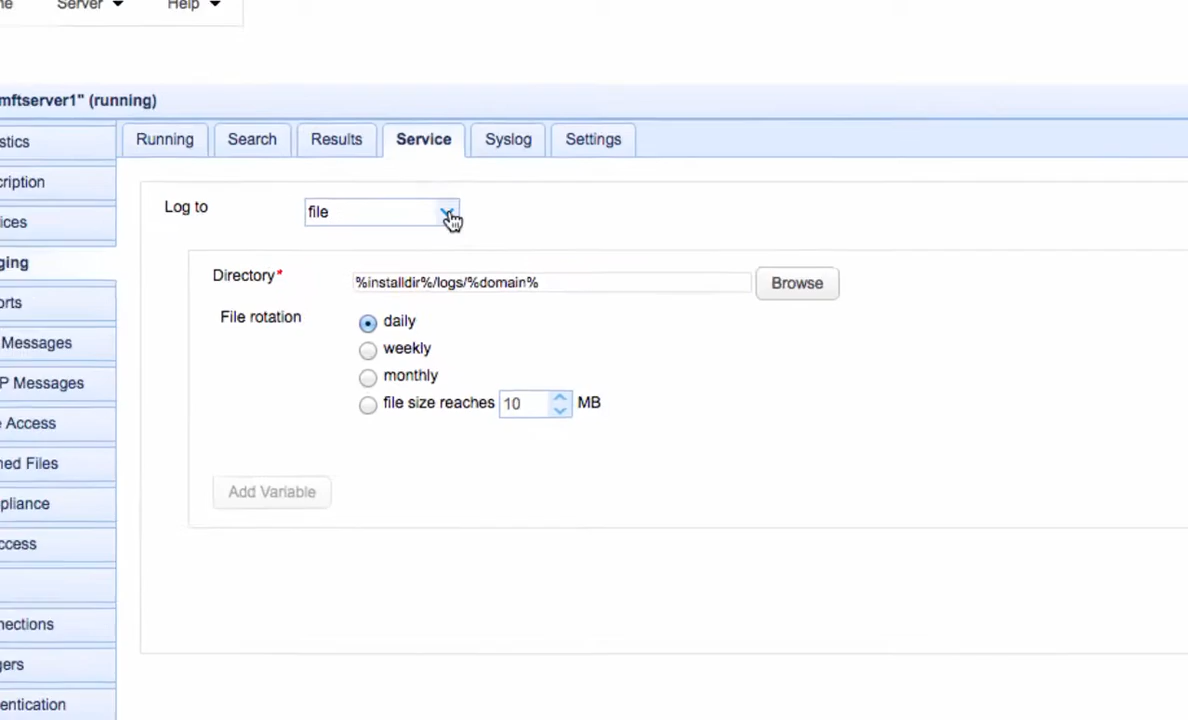 ne Server Help
mftserver1" (running)
Running Search Results Service Syslog Settings
stics
cription
ices
ging
orts
Messages
P Messages
e Access
ned Files
pliance
ccess
nections
gers
entication
Log to file
Directory* %installdir%/logs/%domain% Browse
File rotation daily
weekly
monthly
file size reaches 10 MB
Add Variable